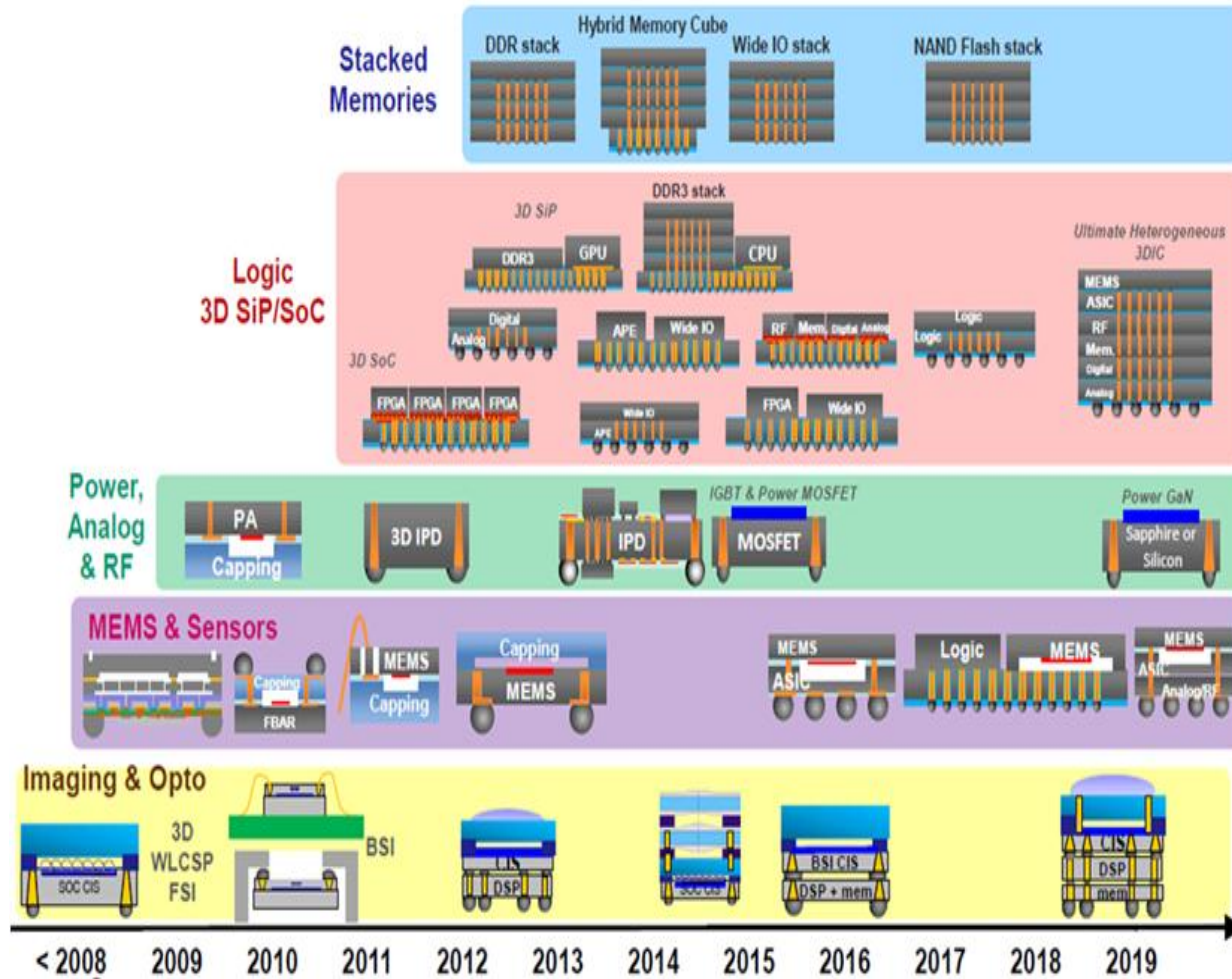 Stacked
Memories
DDR stack
Hybrid Memory Cube
Wide IO stack
NAND Flash stack
Logic
3D SiP/SoC
3D SiP
DDR3
GPU
DDR3 stack
CPU
Ultimate Heterogeneous
3DIC
MEMS
ASIC
RF
Mem.
Digital
Analog
Digital
Analog
APE
Wide IO
RF
Mem.
Digital
Analog
Logic
Logic
3D SoC
FPGA
FPGA
FPGA
FPGA
Wide IO
APE
FPGA
Wide IO
Power,
Analog
& RF
PA
Capping
3D IPD
IPD
IGBT & Power MOSFET
MOSFET
Power GaN
Sapphire or
Silicon
MEMS & Sensors
Capping
FBAR
MEMS
Capping
Capping
MEMS
MEMS
ASIC
Logic
MEMS
MEMS
ASIC
Analog/RF
Imaging & Opto
SOC CIS
3D
WLCSP
FSI
BSI
CIS
DSP
SOC CIS
BSI CIS
DSP + mem
CIS
DSP
mem
< 2008 2009 2010 2011 2012 2013 2014 2015 2016 2017 2018 2019